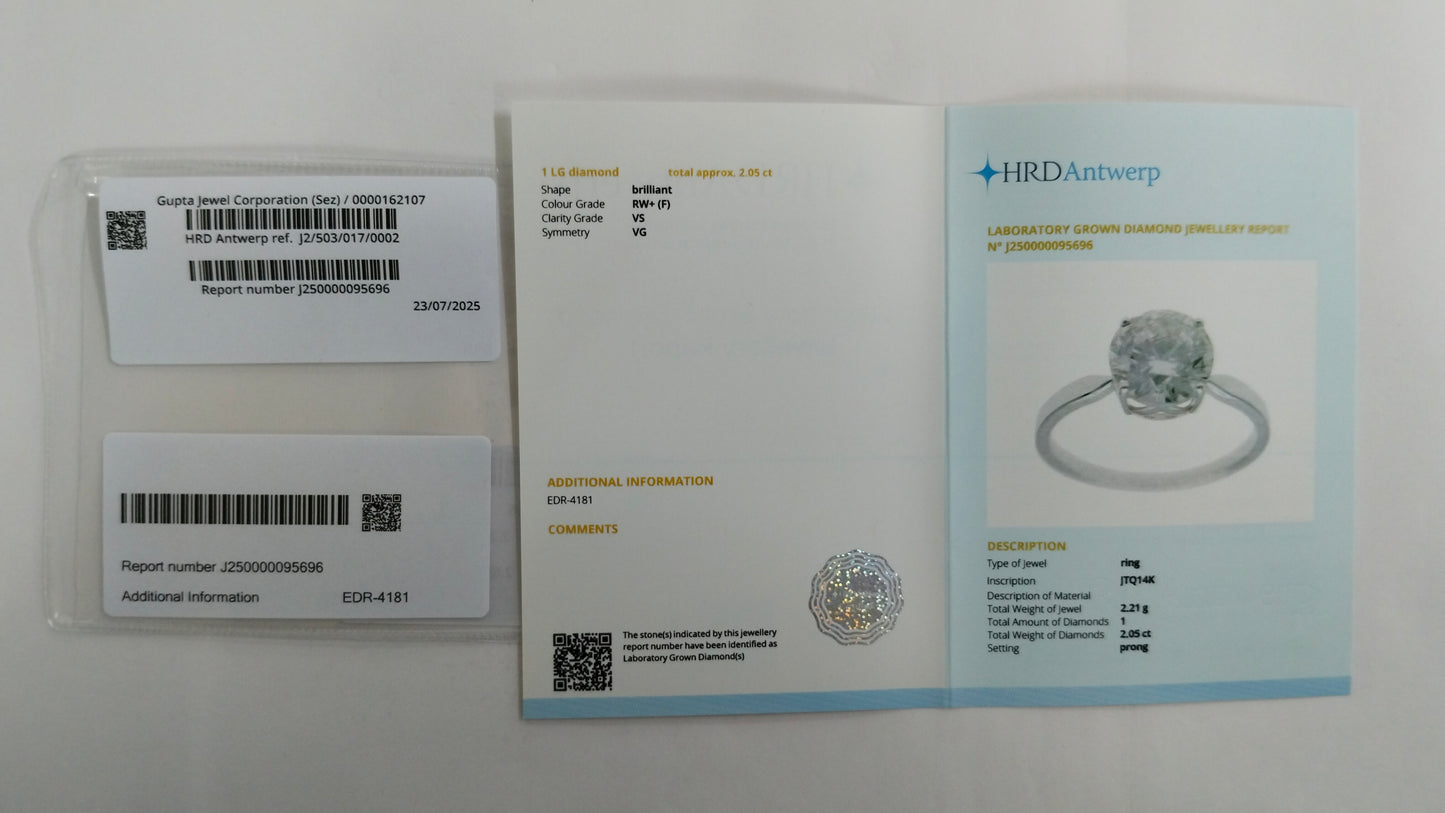 Gupta Jewel Corporation (Sez) / 0000162107
HRD Antwerp ref. J2/503/017/0002
Report number J250000095696
23/07/2025
Report number J250000095696
Additional Information EDR-4181
1 LG diamond total approx. 2.05 ct
Shape brilliant
Colour Grade RW+ (F)
Clarity Grade VS
Symmetry VG
ADDITIONAL INFORMATION
EDR-4181
COMMENTS
The stone(s) indicated by this jewellery
report number have been identified as
Laboratory Grown Diamond(s)
HRD Antwerp
LABORATORY GROWN DIAMOND JEWELLERY REPORT
N° J250000095696
DESCRIPTION
Type of Jewel ring
Inscription JTQ14K
Description of Material
Total Weight of Jewel 2.21 g
Total Amount of Diamonds 1
Total Weight of Diamonds 2.05 ct
Setting prong